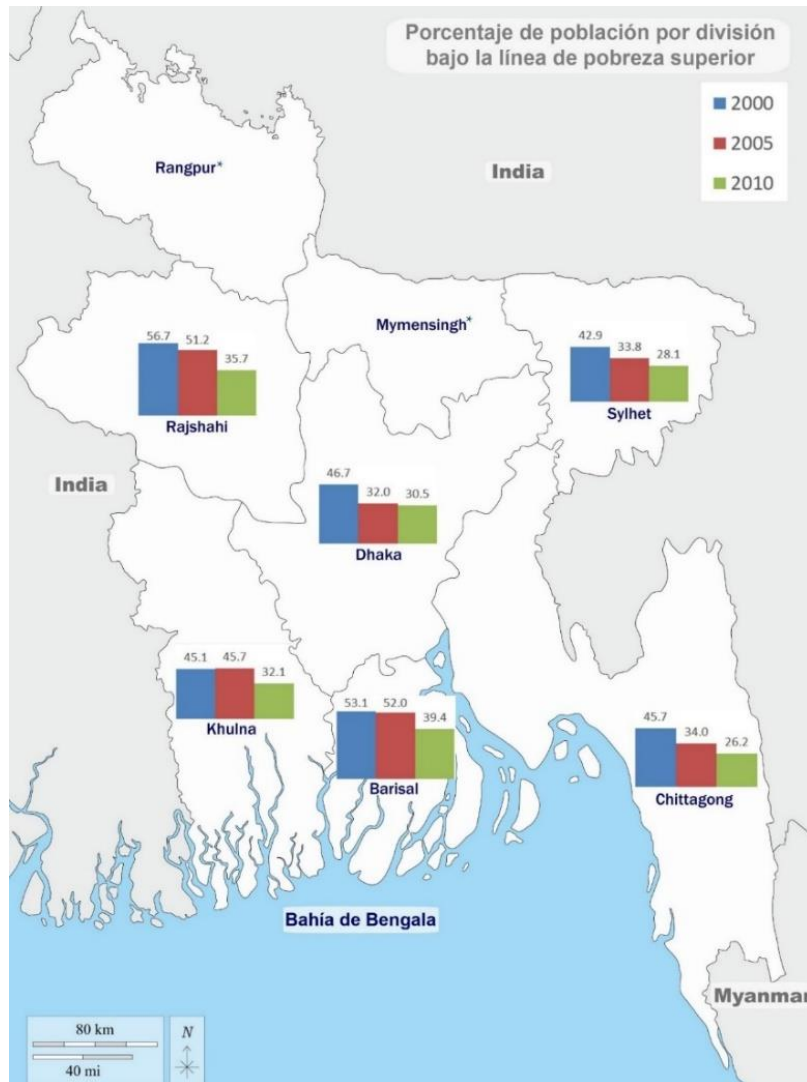 Porcentaje de población por división
bajo la línea de pobreza superior
2000
2005
2010
India
Rangpur*
Mymensingh*
56.7 51.2 35.7
Rajshahi
42.9 33.8 28.1
Sylhet
India
46.7 32.0 30.5
Dhaka
45.1 45.7 32.1
Khulna
53.1 52.0 39.4
Barisal
45.7 34.0 26.2
Chittagong
Bahía de Bengala
Myanmar
80 km
40 mi
N